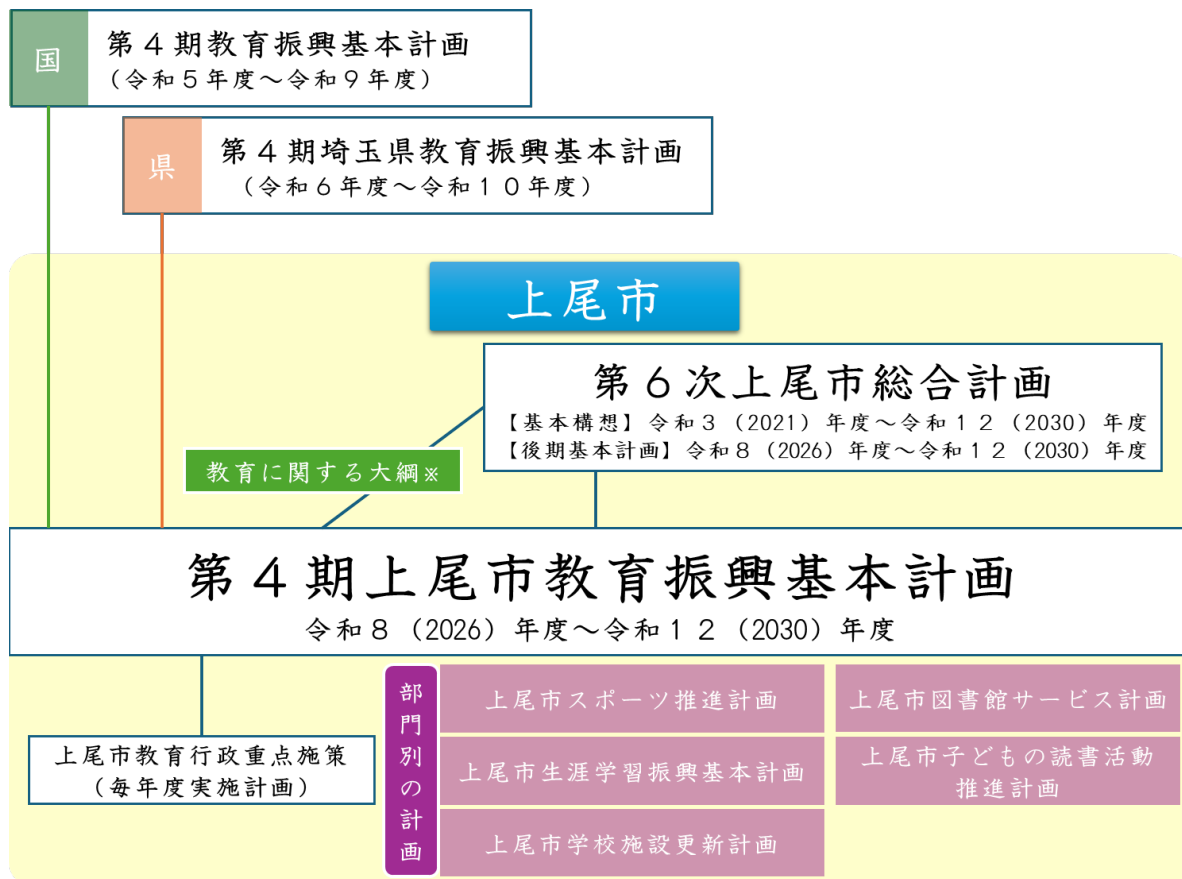 国
第４期教育振興基本計画
（令和５年度～令和９年度）
県
第４期埼玉県教育振興基本計画
（令和６年度～令和１０年度）
上尾市
第６次上尾市総合計画
【基本構想】令和３（2021）年度～令和１２（2030）年度
【後期基本計画】令和８（2026）年度～令和１２（2030）年度
教育に関する大綱※
第４期上尾市教育振興基本計画
令和８（2026）年度～令和１２（2030）年度
上尾市教育行政重点施策
（毎年度実施計画）
部門別の計画
上尾市スポーツ推進計画
上尾市図書館サービス計画
上尾市生涯学習振興基本計画
上尾市子どもの読書活動
推進計画
上尾市学校施設更新計画